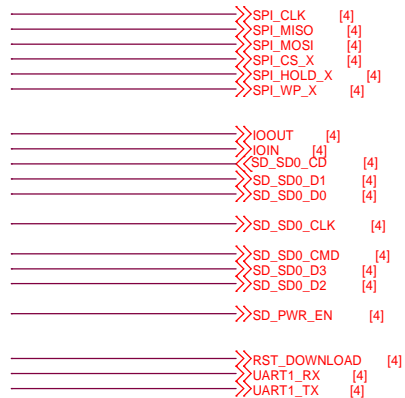 SPI_CLK [4]
SPI_MISO [4]
SPI_MOSI [4]
SPI_CS_X [4]
SPI_HOLD_X [4]
SPI_WP_X [4]
IOOUT [4]
IOIN [4]
SD_SD0_CD [4]
SD_SD0_D1 [4]
SD_SD0_D0 [4]
SD_SD0_CLK [4]
SD_SD0_CMD [4]
SD_SD0_D3 [4]
SD_SD0_D2 [4]
SD_PWR_EN [4]
RST_DOWNLOAD [4]
UART1_RX [4]
UART1_TX [4]